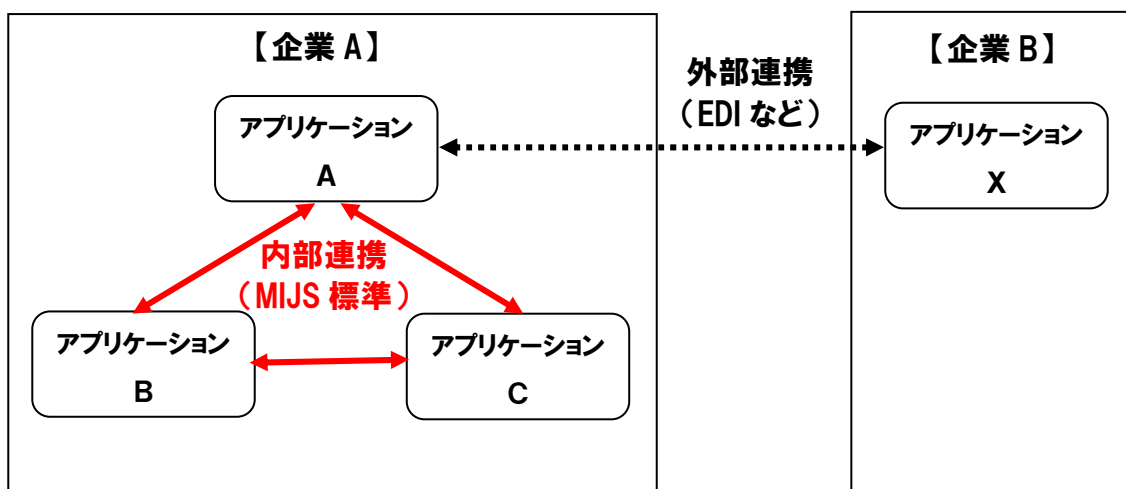 【企業 A】
アプリケーション
A
内部連携
（MIJS 標準）
アプリケーション
B
アプリケーション
C
外部連携
（EDI など）
【企業 B】
アプリケーション
X